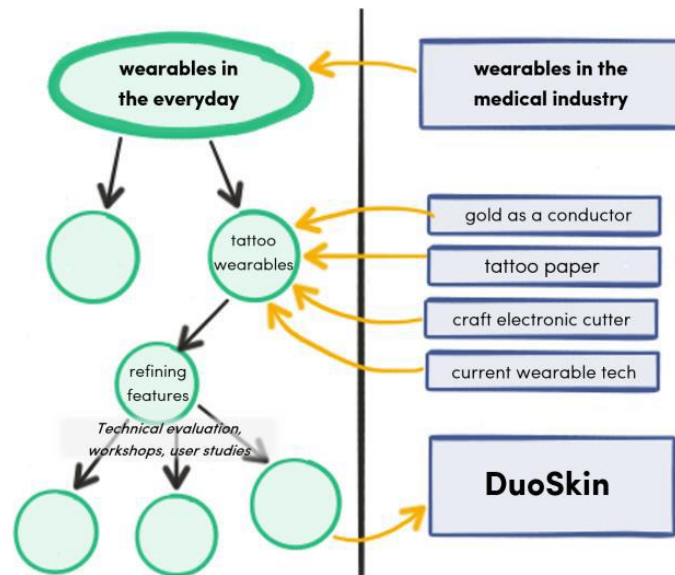 wearables in
the everyday
wearables in the
medical industry
tattoo
wearables
gold as a conductor
tattoo paper
craft electronic cutter
current wearable tech
refining
features
Technical evaluation,
workshops, user studies
DuoSkin